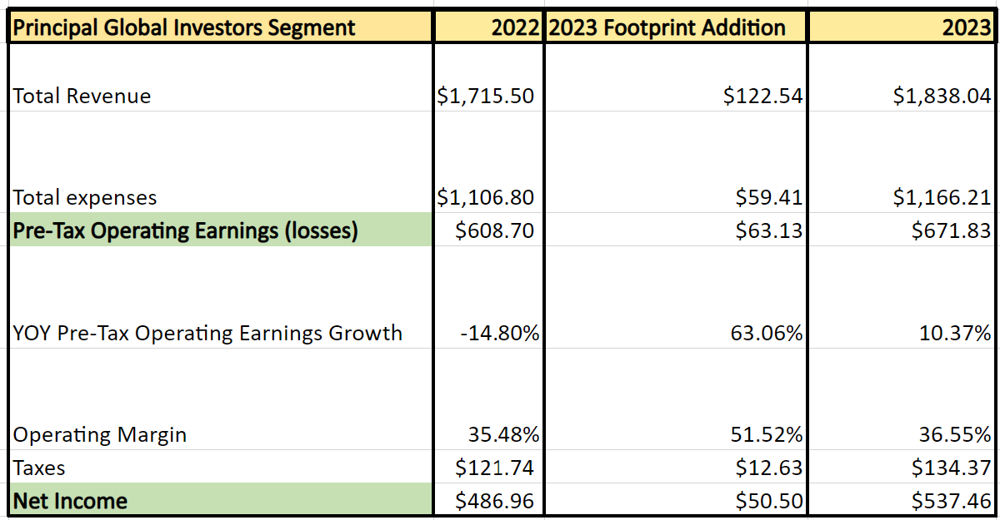 Principal Global Investors Segment 2022 2023 Footprint Addition 2023
Total Revenue $1,715.50 $122.54 $1,838.04
Total expenses $1,106.80 $59.41 $1,166.21
Pre-Tax Operating Earnings (losses) $608.70 $63.13 $671.83
YOY Pre-Tax Operating Earnings Growth -14.80% 63.06% 10.37%
Operating Margin 35.48% 51.52% 36.55%
Taxes $121.74 $12.63 $134.37
Net Income $486.96 $50.50 $537.46